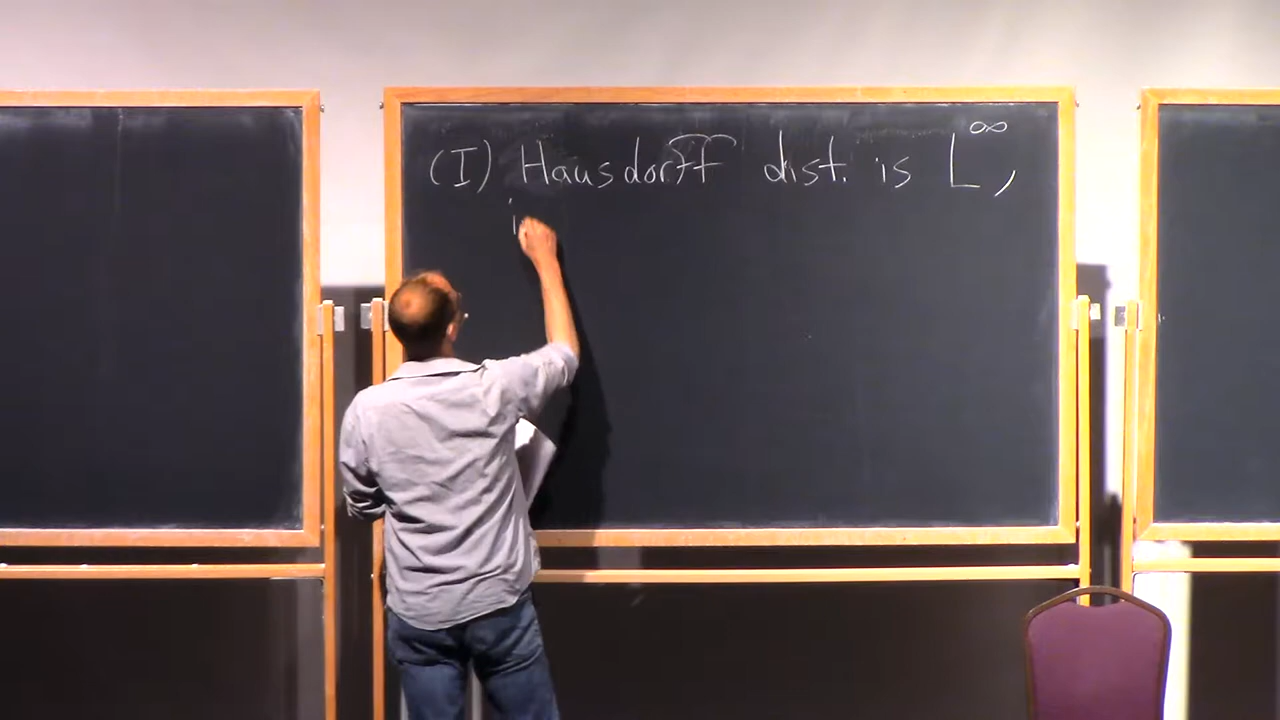 (I) Hausdorff dist. is L^∞,
i